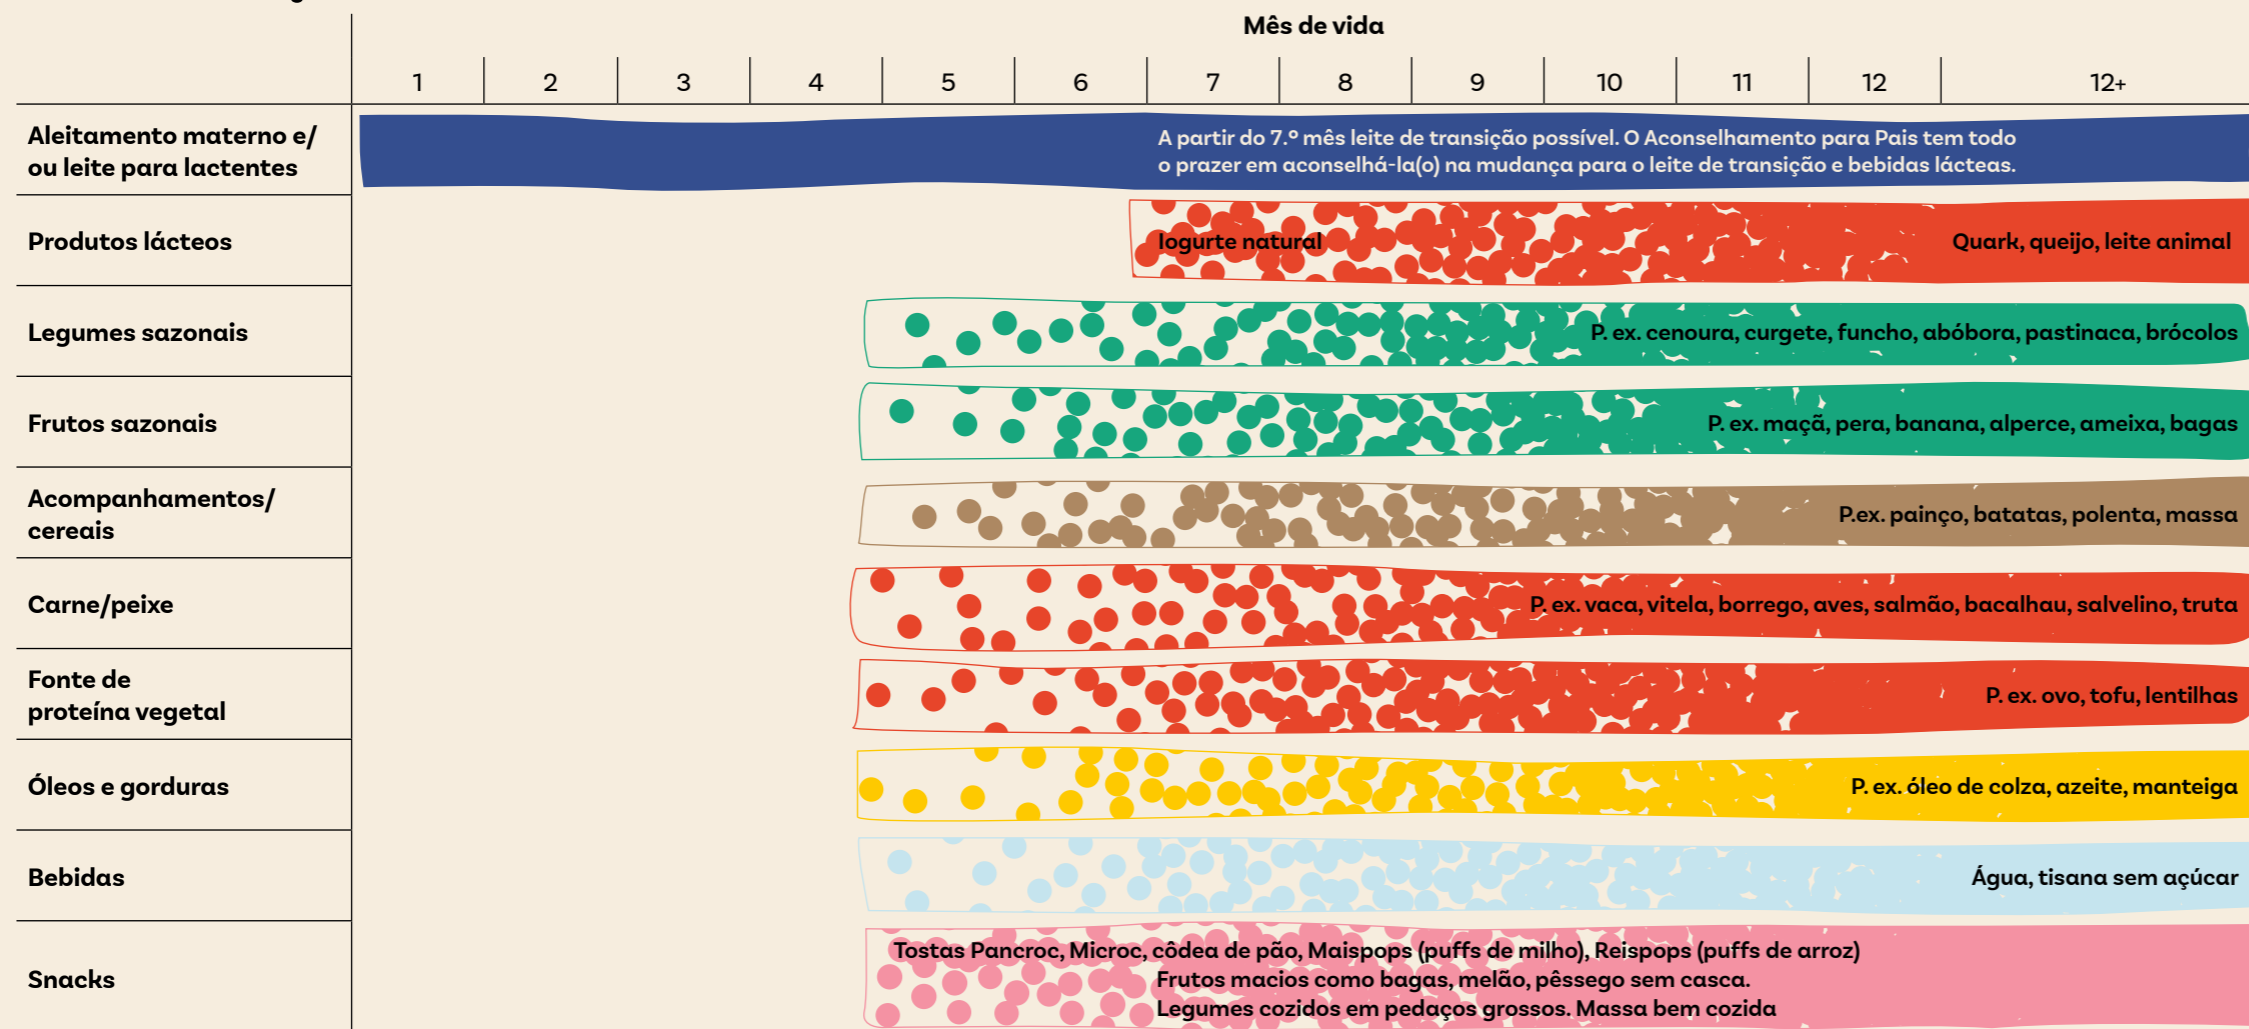 Mês de vida
1 2 3 4 5 6 7 8 9 10 11 12 12+
Aleitamento materno e/
ou leite para lactentes
A partir do 7.º mês leite de transição possível. O Aconselhamento para Pais tem todo
o prazer em aconselhá-la(o) na mudança para o leite de transição e bebidas lácteas.
Produtos lácteos
Iogurte natural
Quark, queijo, leite animal
Legumes sazonais
P. ex. cenoura, curgete, funcho, abóbora, pastinaca, brócolos
Frutos sazonais
P. ex. maçã, pera, banana, alperce, ameixa, bagas
Acompanhamentos/
cereais
P.ex. painço, batatas, polenta, massa
Carne/peixe
P. ex. vaca, vitela, borrego, aves, salmão, bacalhau, salvelino, truta
Fonte de
proteína vegetal
P. ex. ovo, tofu, lentilhas
Óleos e gorduras
P. ex. óleo de colza, azeite, manteiga
Bebidas
Água, tisana sem açúcar
Snacks
Tostas Pancroc, Microc, côdea de pão, Maispops (puffs de milho), Reispops (puffs de arroz)
Frutos macios como bagas, melão, pêssego sem casca.
Legumes cozidos em pedaços grossos. Massa bem cozida